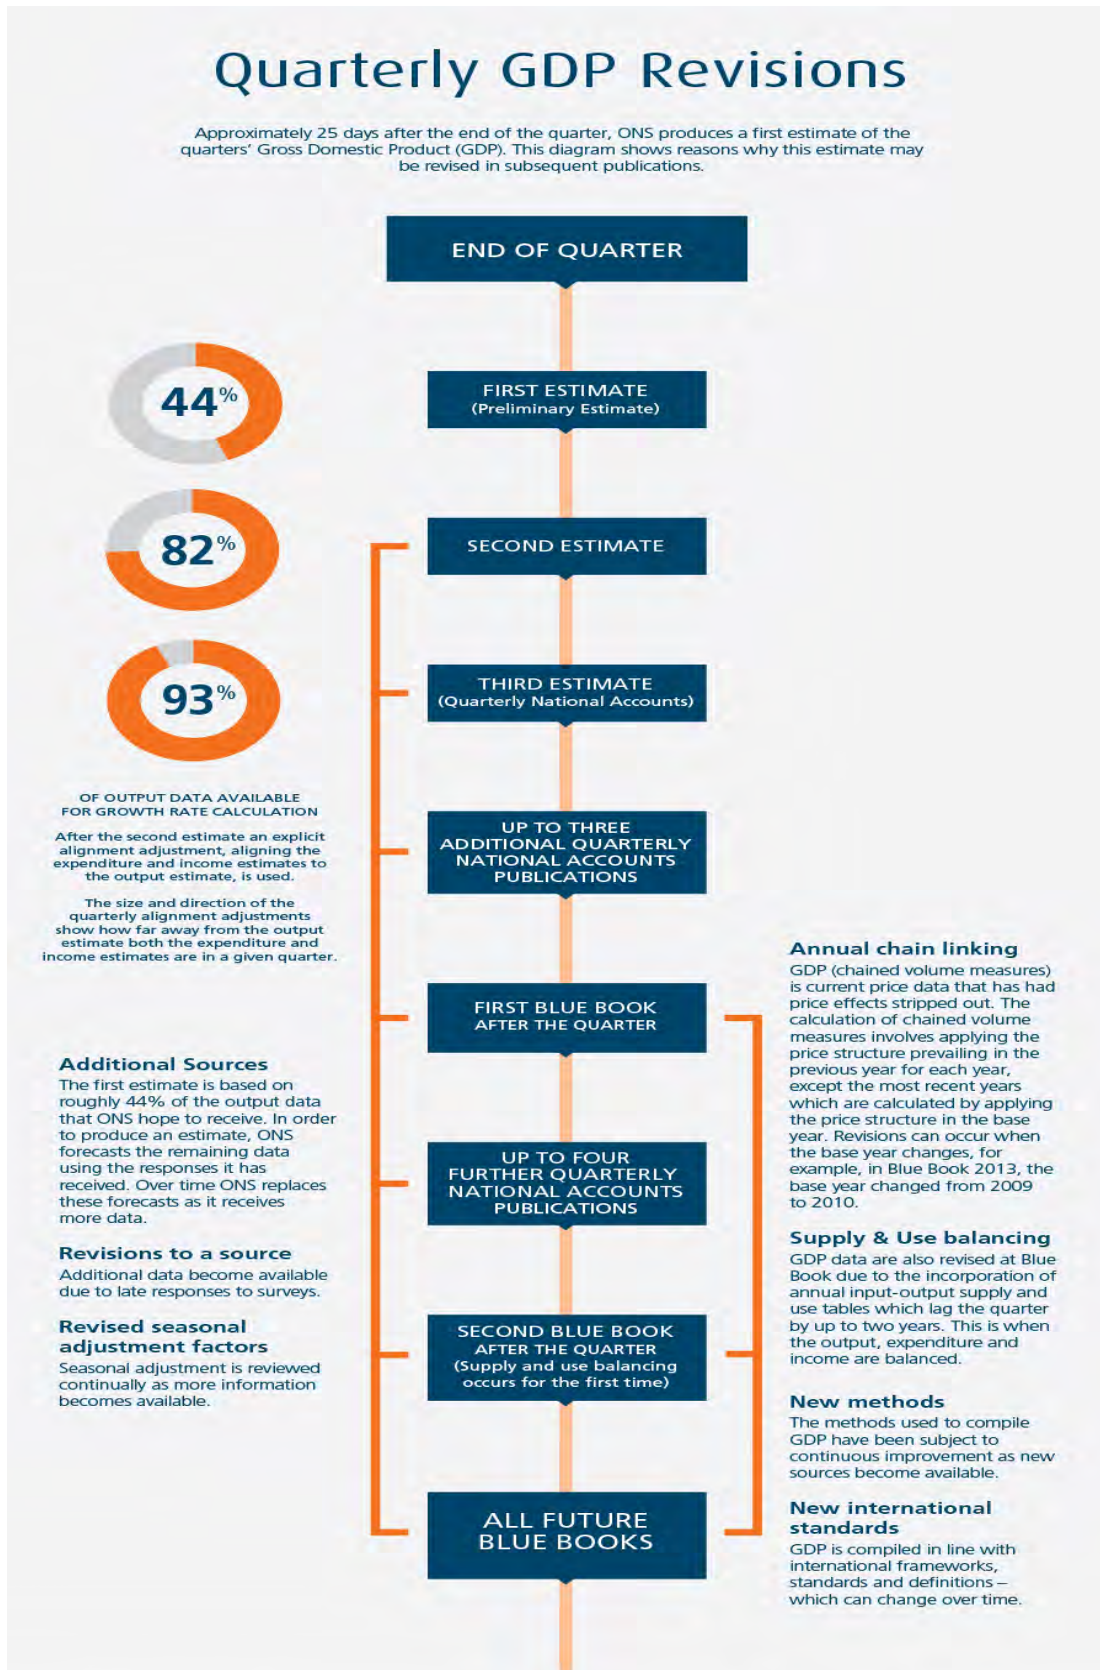 Quarterly GDP Revisions
Approximately 25 days after the end of the quarter, ONS produces a first estimate of the
quarters' Gross Domestic Product (GDP). This diagram shows reasons why this estimate may
be revised in subsequent publications.
END OF QUARTER
44%
FIRST ESTIMATE
(Preliminary Estimate)
82%
SECOND ESTIMATE
93%
THIRD ESTIMATE
(Quarterly National Accounts)
OF OUTPUT DATA AVAILABLE
FOR GROWTH RATE CALCULATION
After the second estimate an explicit
alignment adjustment, aligning the
expenditure and income estimates to
the output estimate, is used.
The size and direction of the
quarterly alignment adjustments
show how far away from the output
estimate both the expenditure and
income estimates are in a given quarter.
UP TO THREE
ADDITIONAL QUARTERLY
NATIONAL ACCOUNTS
PUBLICATIONS
FIRST BLUE BOOK
AFTER THE QUARTER
Additional Sources
The first estimate is based on
roughly 44% of the output data
that ONS hope to receive. In order
to produce an estimate, ONS
forecasts the remaining data
using the responses it has
received. Over time ONS replaces
these forecasts as it receives
more data.
Revisions to a source
Additional data become available
due to late responses to surveys.
Revised seasonal
adjustment factors
Seasonal adjustment is reviewed
continually as more information
becomes available.
UP TO FOUR
FURTHER QUARTERLY
NATIONAL ACCOUNTS
PUBLICATIONS
SECOND BLUE BOOK
AFTER THE QUARTER
(Supply and use balancing
occurs for the first time)
ALL FUTURE
BLUE BOOKS
Annual chain linking
GDP (chained volume measures)
is current price data that has had
price effects stripped out. The
calculation of chained volume
measures involves applying the
price structure prevailing in the
previous year for each year,
except the most recent years
which are calculated by applying
the price structure in the base
year. Revisions can occur when
the base year changes, for
example, in Blue Book 2013, the
base year changed from 2009
to 2010.
Supply & Use balancing
GDP data are also revised at Blue
Book due to the incorporation of
annual input-output supply and
use tables which lag the quarter
by up to two years. This is when
the output, expenditure and
income are balanced.
New methods
The methods used to compile
GDP have been subject to
continuous improvement as new
sources become available.
New international
standards
GDP is compiled in line with
international frameworks,
standards and definitions –
which can change over time.